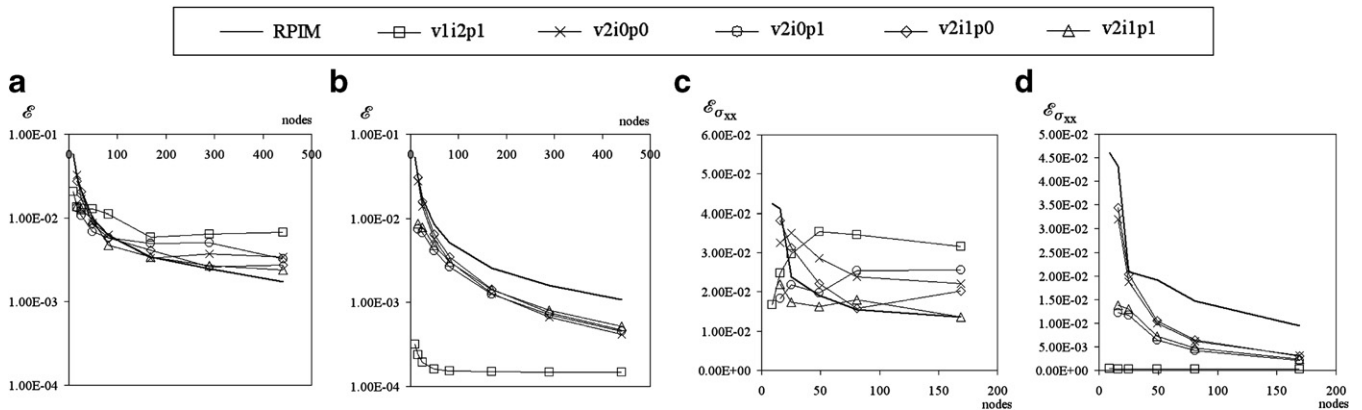 RPIM v1i2p1 v2i0p0 v2i0p1 v2i1p0 v2i1p1
a
ℰ
nodes
1.00E-01
0 100 200 300 400 500
1.00E-02
1.00E-03
1.00E-04
b
ℰ
nodes
1.00E-01
0 100 200 300 400 500
1.00E-02
1.00E-03
1.00E-04
c
ℰσxx
6.00E-02
5.00E-02
4.00E-02
3.00E-02
2.00E-02
1.00E-02
0.00E+00
0 50 100 150 200
nodes
d
ℰσxx
5.00E-02
4.50E-02
4.00E-02
3.50E-02
3.00E-02
2.50E-02
2.00E-02
1.50E-02
1.00E-02
5.00E-03
0.00E+00
0 50 100 150 200
nodes